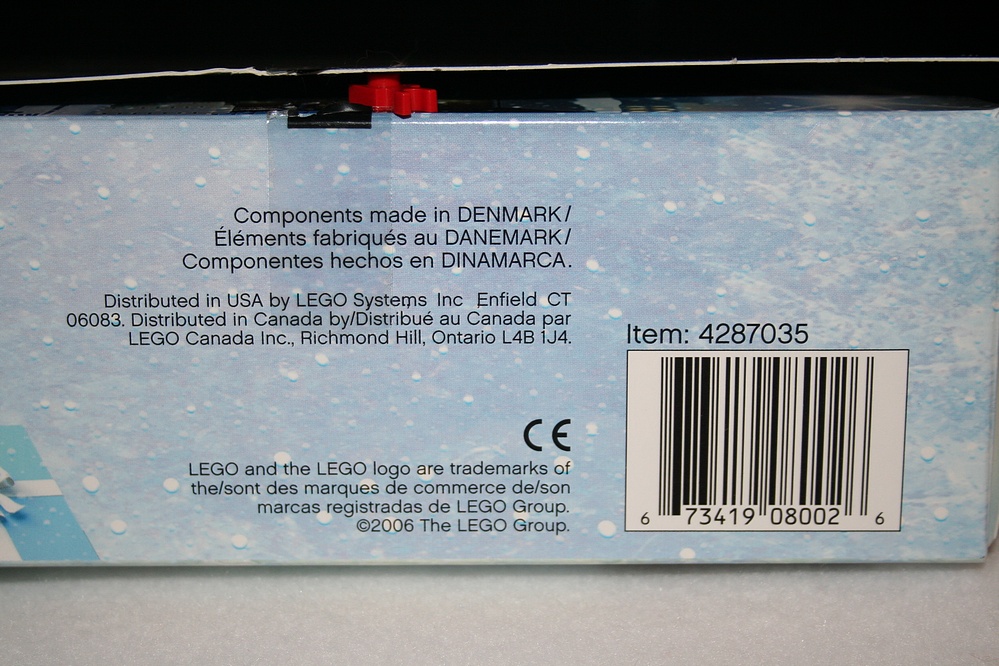 Components made in DENMARK/
Éléments fabriqués au DANEMARK/
Componentes hechos en DINAMARCA.
Distributed in USA by LEGO Systems Inc Enfield CT
06083. Distributed in Canada by/Distribué au Canada par
LEGO Canada Inc., Richmond Hill, Ontario L4B 1J4.
CE
LEGO and the LEGO logo are trademarks of
the/sont des marques de commerce de/son
marcas registradas de LEGO Group.
©2006 The LEGO Group.
Item: 4287035
6 73419 08002 6